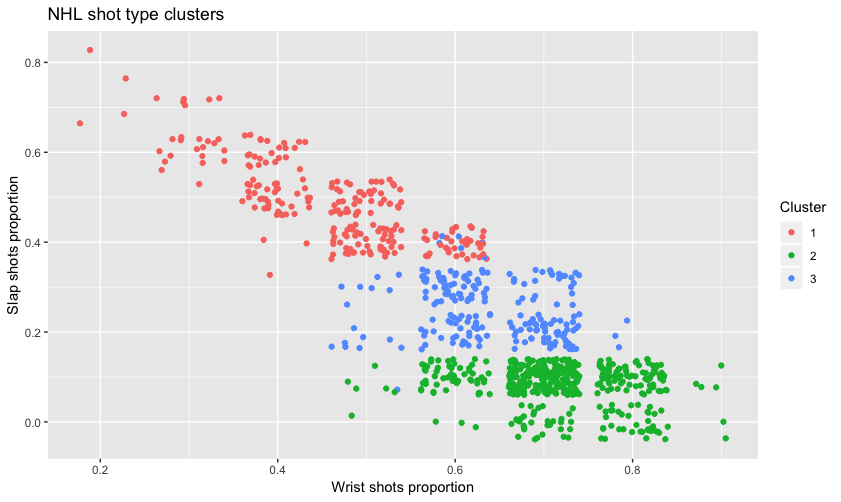 NHL shot type clusters
Slap shots proportion
0.8
0.6
0.4
0.2
0.0
0.2 0.4 0.6 0.8
Wrist shots proportion
Cluster
1
2
3